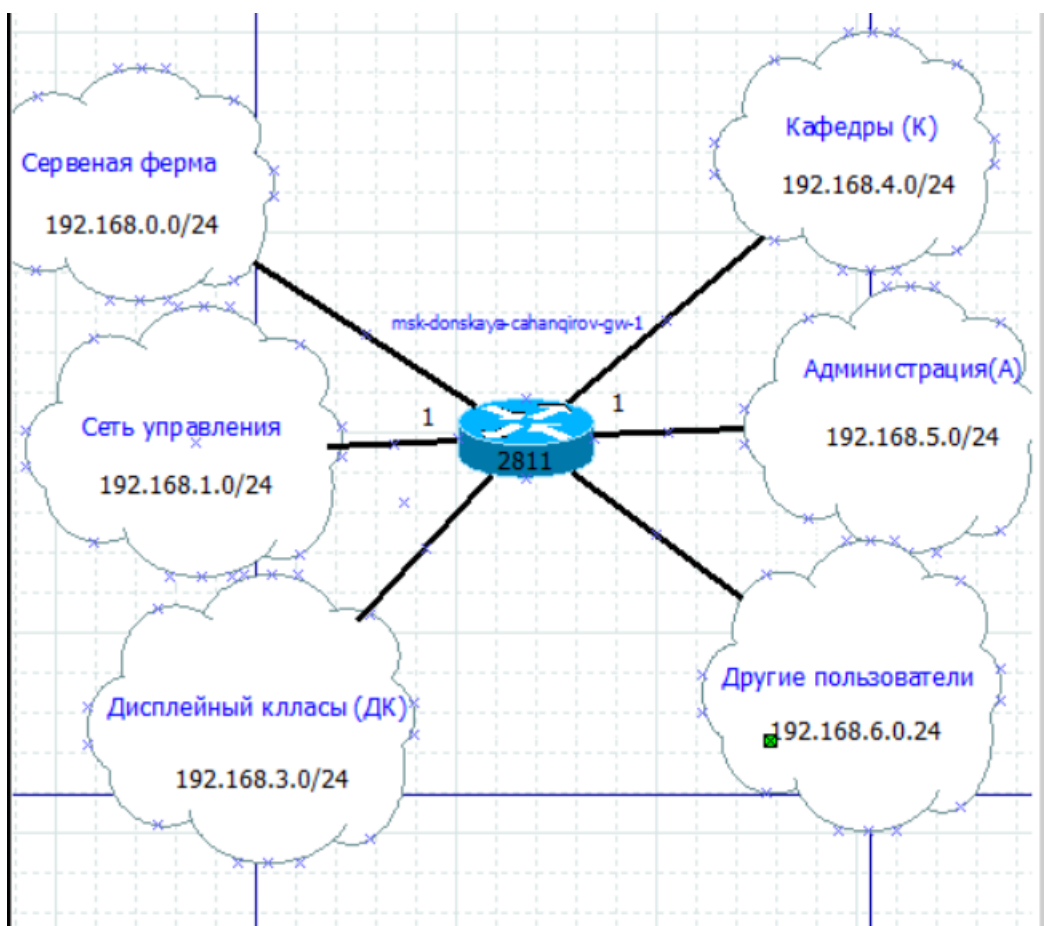 Сервеная ферма
192.168.0.0/24
Кафедры (К)
192.168.4.0/24
msk-donskaya-cahanqirov-gw-1
Сеть управления
192.168.1.0/24
1
1
2811
Администрация(А)
192.168.5.0/24
Дисплейный клласы (ДК)
192.168.3.0/24
Другие пользователи
192.168.6.0.24